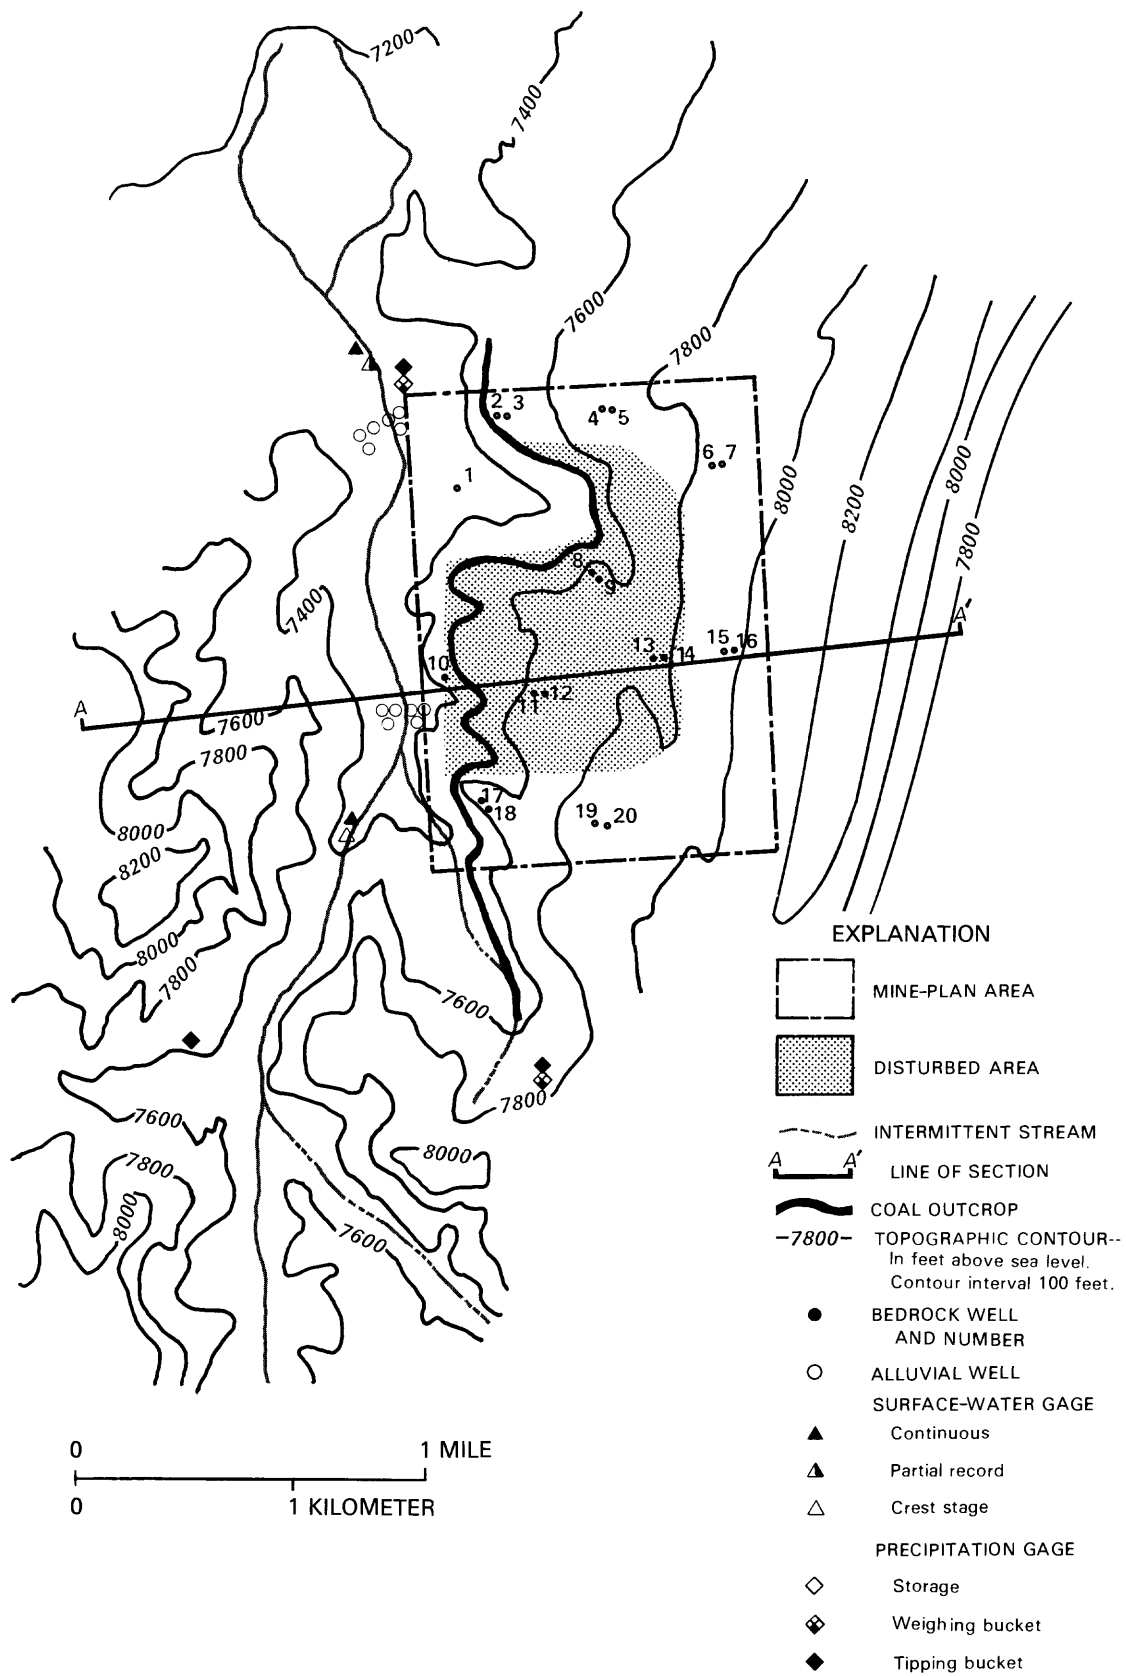 7200
7400
7600
7800
8000
8200
8000
7800
2 3
4 5
6 7
1
8
9
7400
10
13 14
15 16
11 12
A
A'
7600
7800
8000
8200
8000
7800
17
18
19 20
7600
7800
7600
7800
8000
8000
7600
EXPLANATION
MINE-PLAN AREA
DISTURBED AREA
INTERMITTENT STREAM
A A'
LINE OF SECTION
COAL OUTCROP
-7800- TOPOGRAPHIC CONTOUR--
In feet above sea level.
Contour interval 100 feet.
BEDROCK WELL
AND NUMBER
ALLUVIAL WELL
SURFACE-WATER GAGE
Continuous
Partial record
Crest stage
PRECIPITATION GAGE
Storage
Weighing bucket
Tipping bucket
0 1 MILE
0 1 KILOMETER